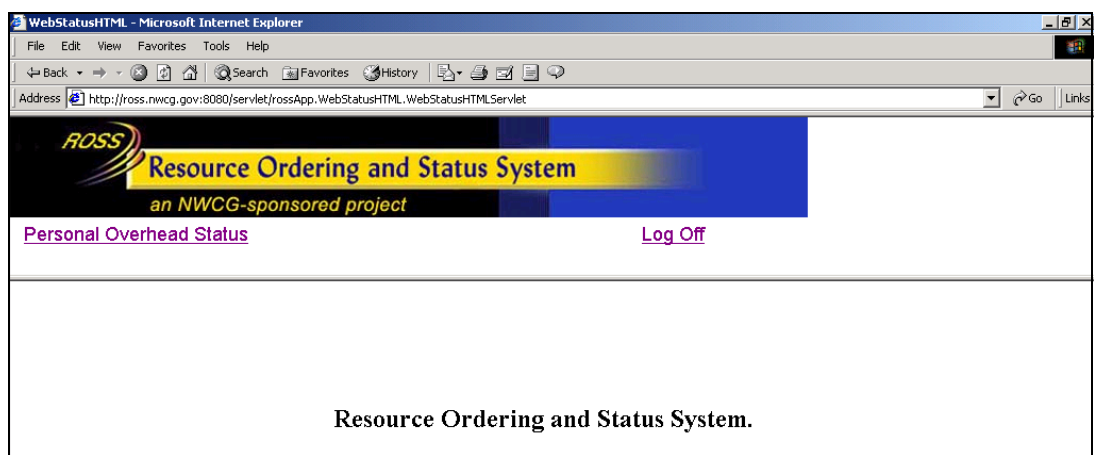 WebStatusHTML - Microsoft Internet Explorer
File Edit View Favorites Tools Help
Back Search Favorites History
Address http://ross.nwcg.gov:8080/servlet/rossApp.WebStatusHTML.WebStatusHTMLServlet Go Links
ROSS
Resource Ordering and Status System
an NWCG-sponsored project
Personal Overhead Status Log Off
Resource Ordering and Status System.